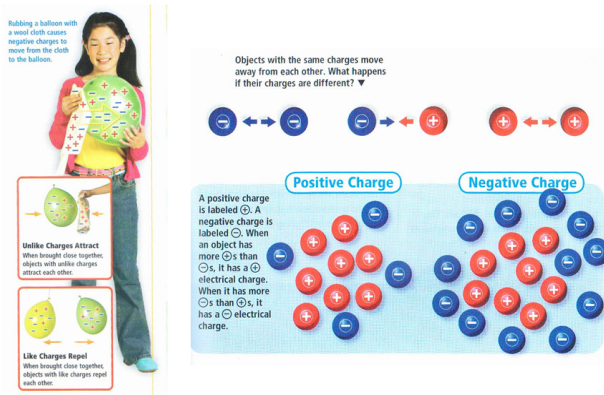 Rubbing a balloon with
a wool cloth causes
negative charges to
move from the cloth
to the balloon.
Unlike Charges Attract
When brought close together,
objects with unlike charges
attract each other.
Like Charges Repel
When brought close together,
objects with like charges repel
each other.
Objects with the same charges move
away from each other. What happens
if their charges are different? ▼
Positive Charge
Negative Charge
A positive charge
is labeled ⊕. A
negative charge is
labeled ⊖. When
an object has
more ⊕s than
⊖s, it has a ⊕
electrical charge.
When it has more
⊖s than ⊕s, it
has a ⊖ electrical
charge.